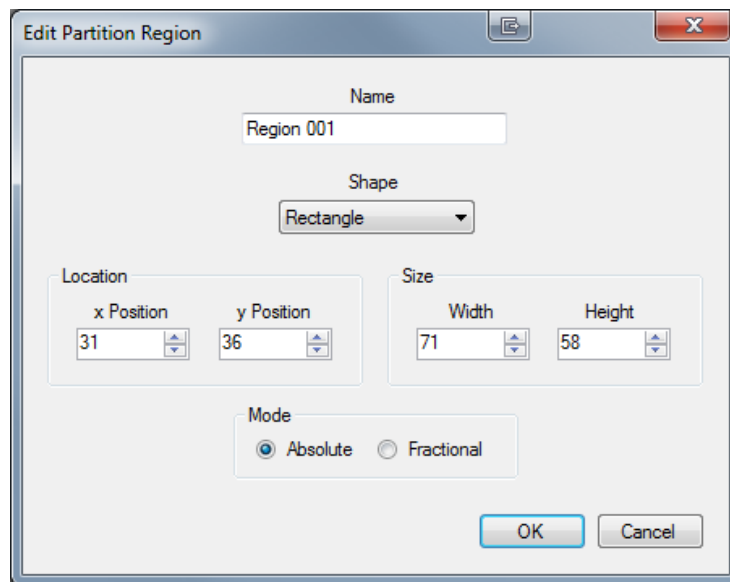 Edit Partition Region
Name
Region 001
Shape
Rectangle
Location
Size
x Position y Position Width Height
31 36 71 58
Mode
Absolute Fractional
OK Cancel